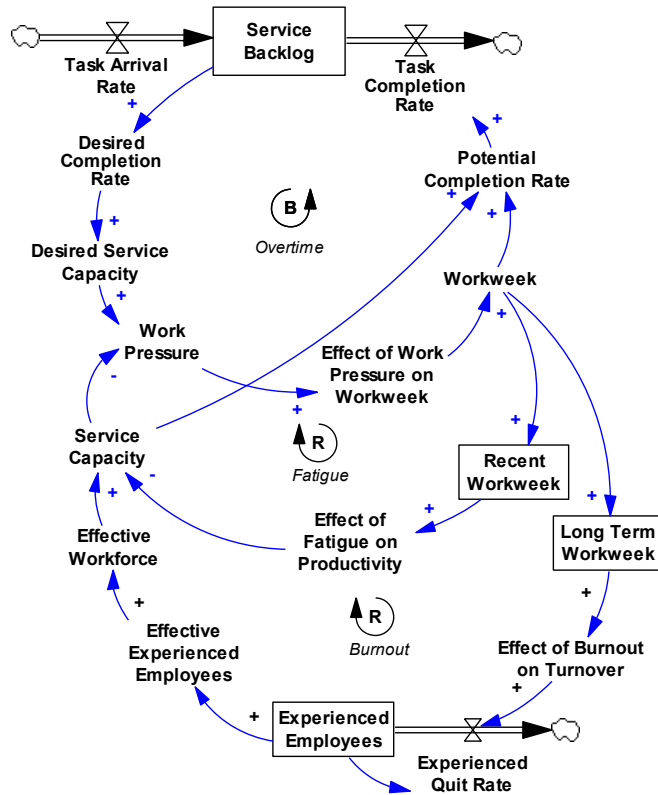 Service
Backlog
Task Arrival
Rate
Task
Completion
Rate
+
+
Desired
Completion
Rate
Potential
Completion Rate
+
+
+
B
Overtime
Desired Service
Capacity
Workweek
+
+
Work
Pressure
Effect of Work
Pressure on
Workweek
-
+
+
Service
Capacity
R
Fatigue
-
Recent
Workweek
+
+
+
Effective
Workforce
Effect of
Fatigue on
Productivity
Long Term
Workweek
+
+
R
Burnout
Effective
Experienced
Employees
Effect of Burnout
on Turnover
+
+
Experienced
Employees
Experienced
Quit Rate